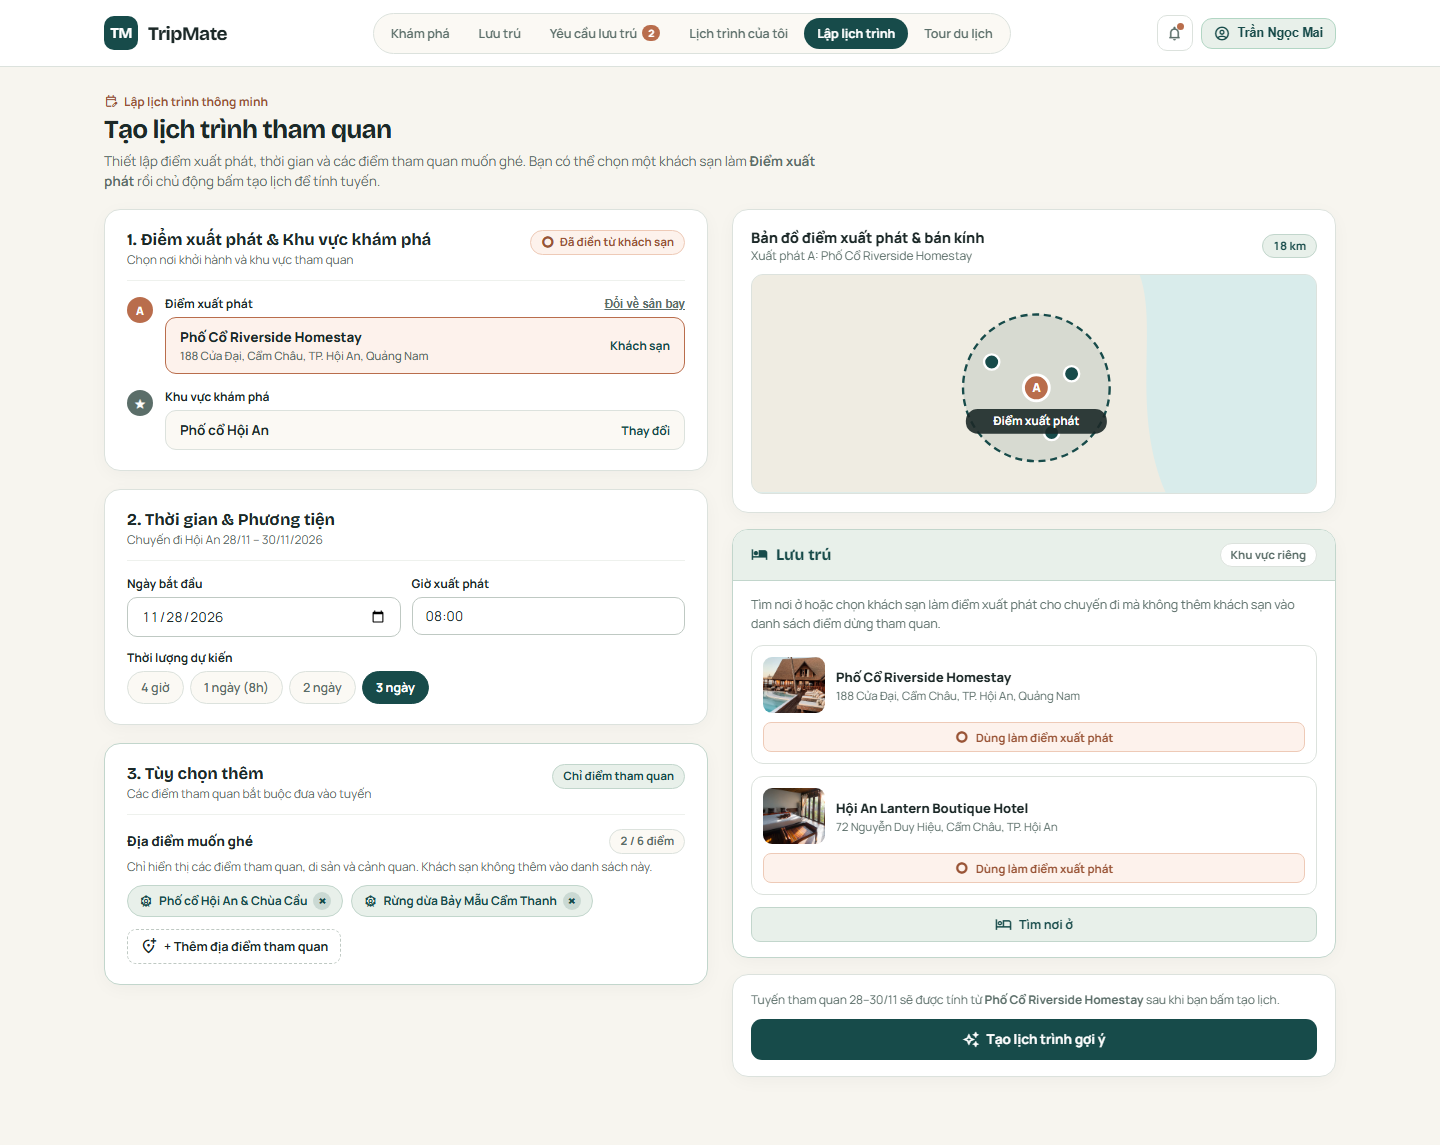 TM TripMate
Khám phá
Lưu trú
Yêu cầu lưu trú 2
Lịch trình của tôi
Lập lịch trình
Tour du lịch
Trần Ngọc Mai
Lập lịch trình thông minh
Tạo lịch trình tham quan
Thiết lập điểm xuất phát, thời gian và các điểm tham quan muốn ghé. Bạn có thể chọn một khách sạn làm Điểm xuất
phát rồi chủ động bấm tạo lịch để tính tuyến.
1. Điểm xuất phát & Khu vực khám phá
Đã điền từ khách sạn
Chọn nơi khởi hành và khu vực tham quan
A
Điểm xuất phát
Đổi về sân bay
Phố Cổ Riverside Homestay
188 Cửa Đại, Cẩm Châu, TP. Hội An, Quảng Nam
Khách sạn
Khu vực khám phá
Phố cổ Hội An
Thay đổi
2. Thời gian & Phương tiện
Chuyến đi Hội An 28/11 – 30/11/2026
Ngày bắt đầu
Giờ xuất phát
11/28/2026
08:00
Thời lượng dự kiến
4 giờ
1 ngày (8h)
2 ngày
3 ngày
3. Tùy chọn thêm
Chỉ điểm tham quan
Các điểm tham quan bắt buộc đưa vào tuyến
Địa điểm muốn ghé
2 / 6 điểm
Chỉ hiển thị các điểm tham quan, di sản và cảnh quan. Khách sạn không thêm vào danh sách này.
Phố cổ Hội An & Chùa Cầu
Rừng dừa Bảy Mẫu Cẩm Thanh
+ Thêm địa điểm tham quan
Bản đồ điểm xuất phát & bán kính
Xuất phát A: Phố Cổ Riverside Homestay
18 km
A
Điểm xuất phát
Lưu trú
Khu vực riêng
Tìm nơi ở hoặc chọn khách sạn làm điểm xuất phát cho chuyến đi mà không thêm khách sạn vào
danh sách điểm dừng tham quan.
Phố Cổ Riverside Homestay
188 Cửa Đại, Cẩm Châu, TP. Hội An, Quảng Nam
Dùng làm điểm xuất phát
Hội An Lantern Boutique Hotel
72 Nguyễn Duy Hiệu, Cẩm Châu, TP. Hội An
Dùng làm điểm xuất phát
Tìm nơi ở
Tuyến tham quan 28–30/11 sẽ được tính từ Phố Cổ Riverside Homestay sau khi bạn bấm tạo lịch.
Tạo lịch trình gợi ý